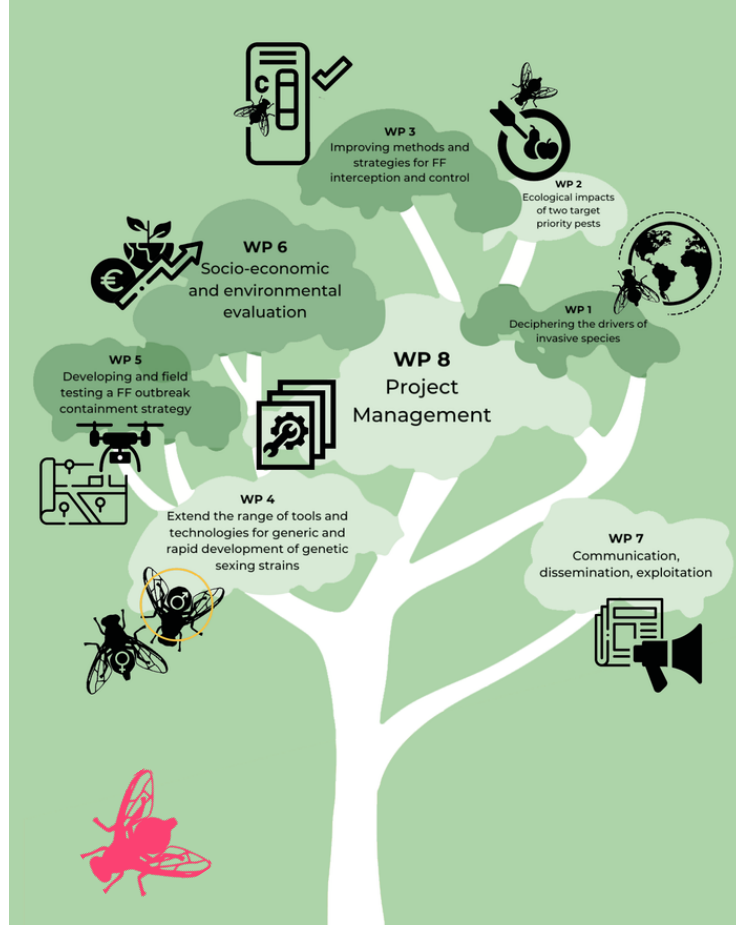 C
WP 3
Improving methods and
strategies for FF
interception and control
WP 2
Ecological impacts
of two target
priority pests
WP 6
Socio-economic
and environmental
evaluation
€
WP 1
Deciphering the drivers of
invasive species
WP 8
Project
Management
WP 5
Developing and field
testing a FF outbreak
containment strategy
WP 4
Extend the range of tools and
technologies for generic and
rapid development of genetic
sexing strains
WP 7
Communication,
dissemination, exploitation